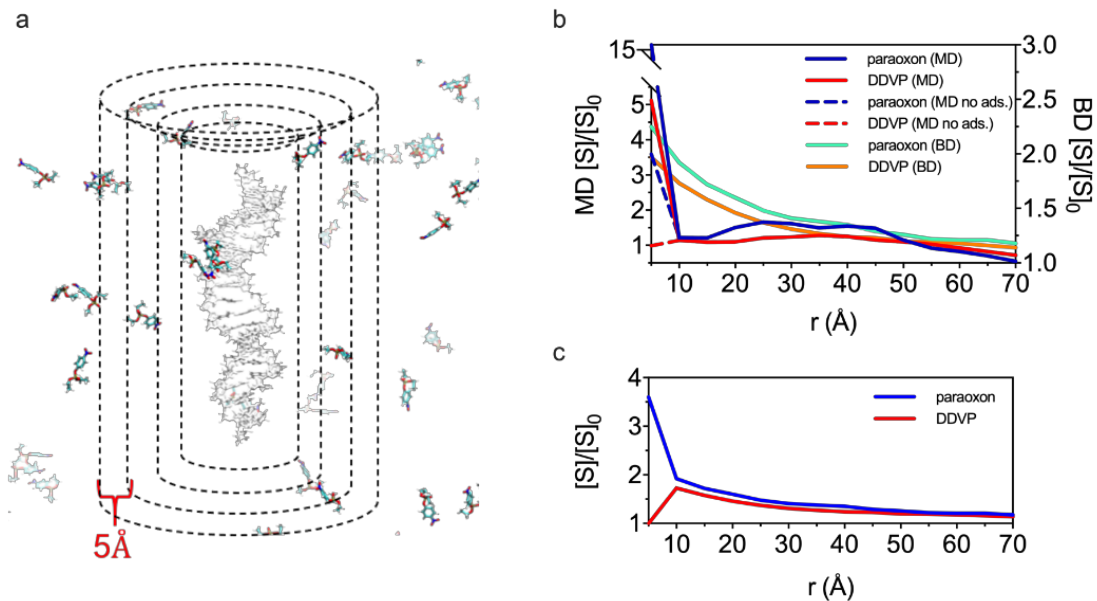 a
5Å
b
15
5
4
3
2
1
MD [S]/[S]0
paraoxon (MD)
DDVP (MD)
paraoxon (MD no ads.)
DDVP (MD no ads.)
paraoxon (BD)
DDVP (BD)
3.0
2.5
2.0
1.5
1.0
BD [S]/[S]0
10 20 30 40 50 60 70
r (Å)
c
4
3
2
1
[S]/[S]0
paraoxon
DDVP
10 20 30 40 50 60 70
r (Å)